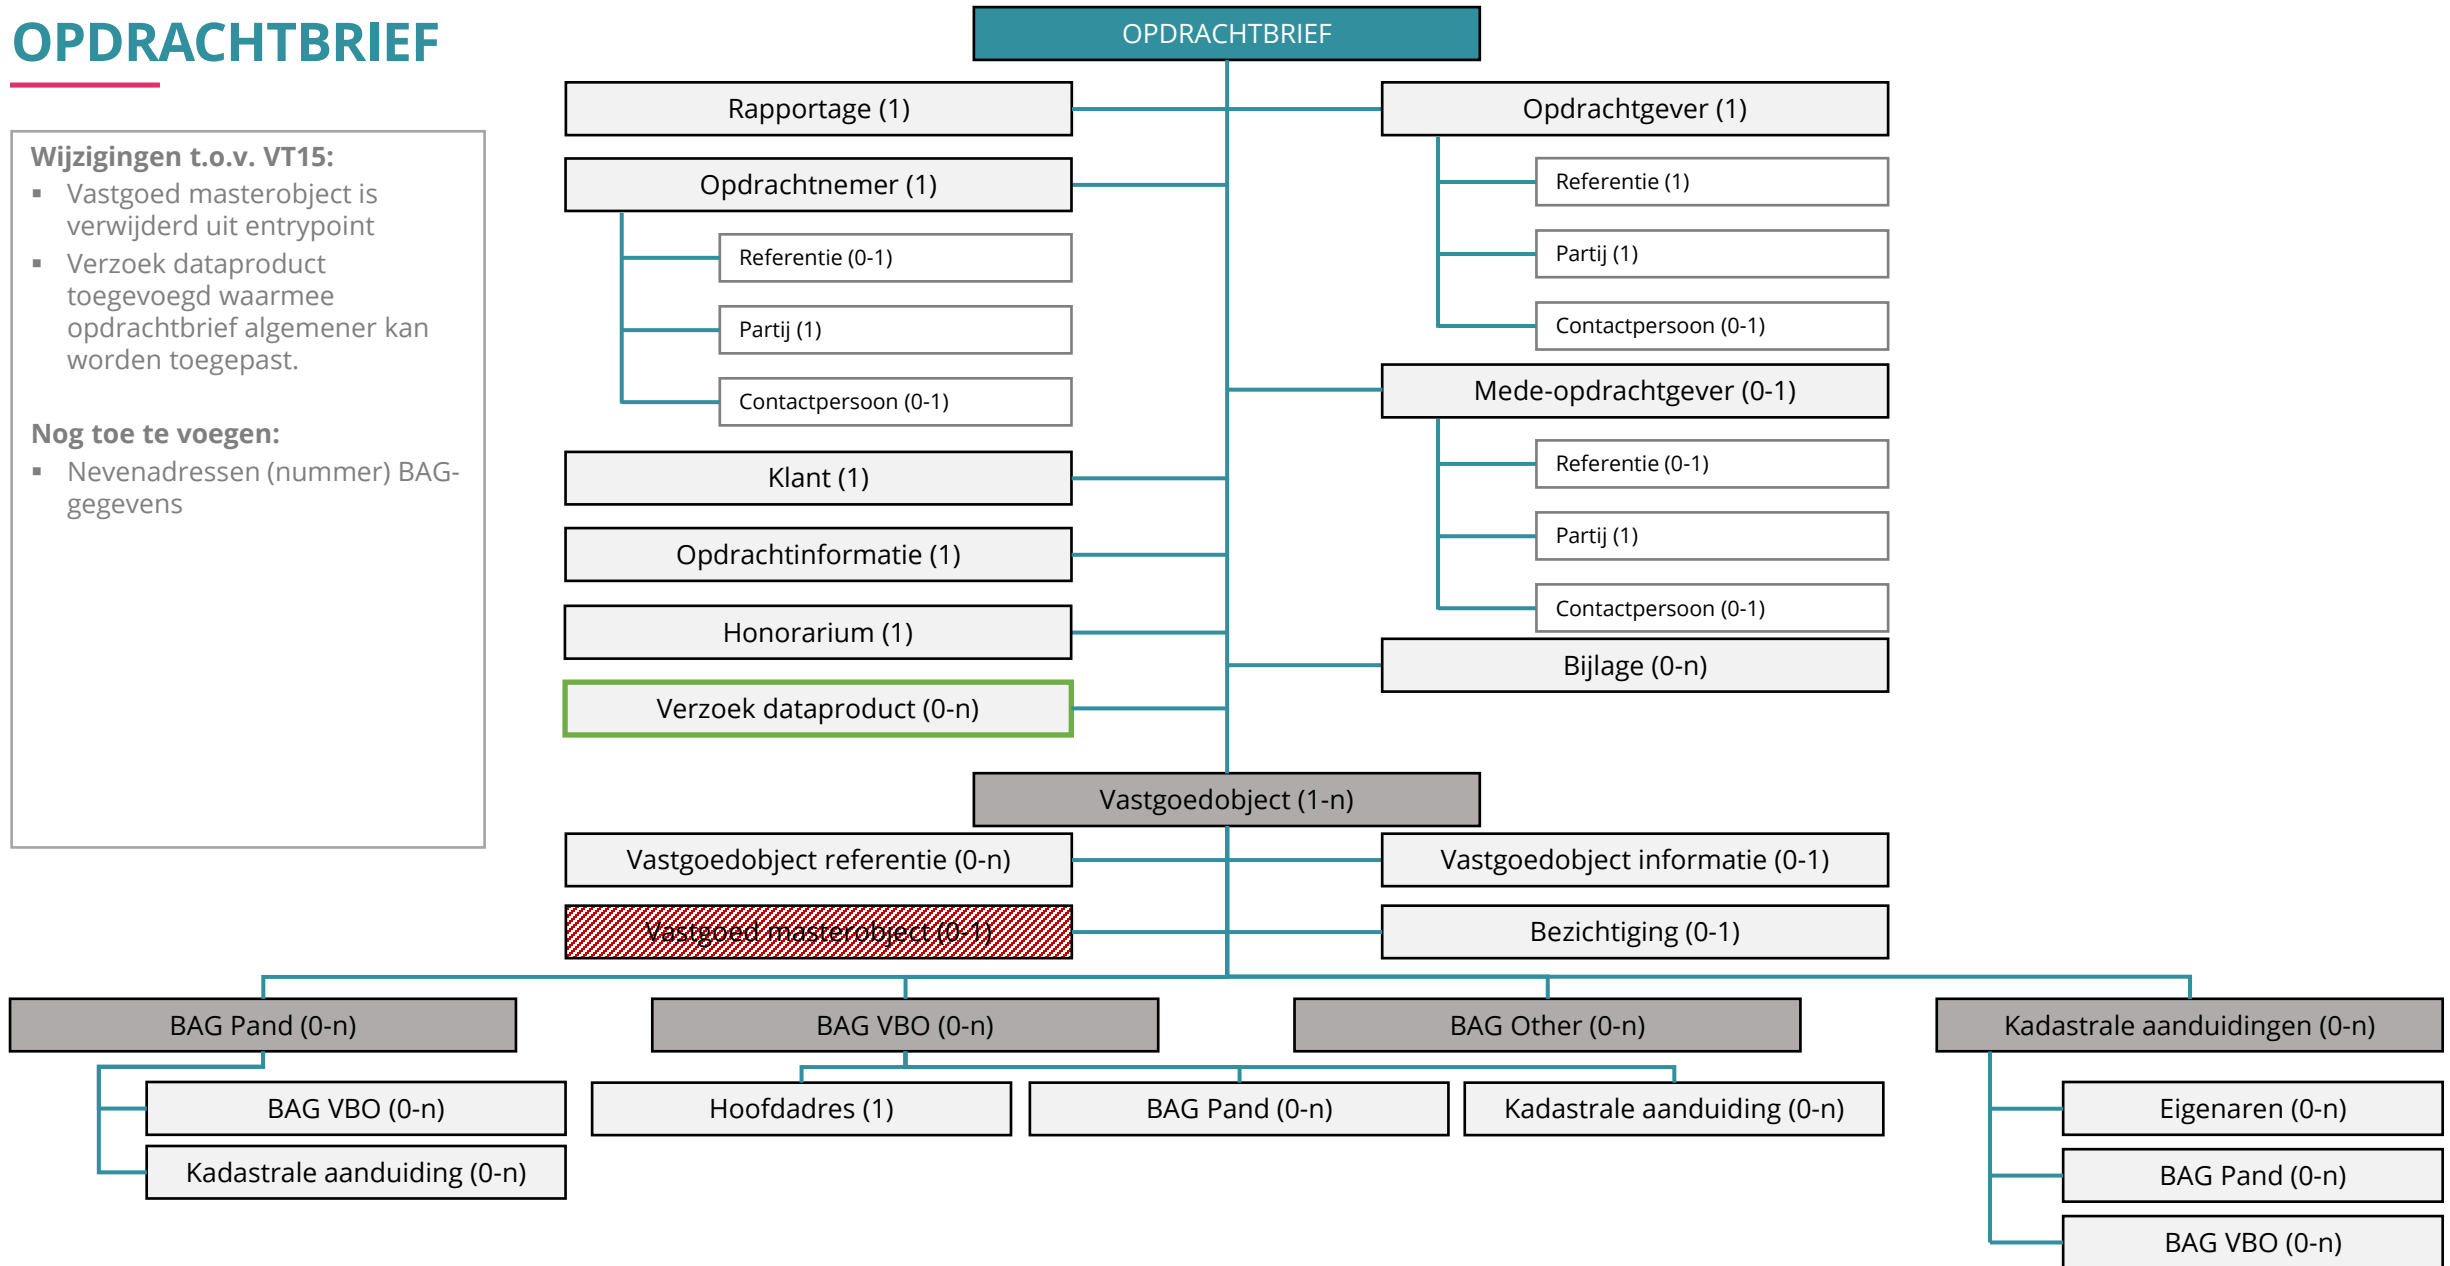 OPDRACHTBRIEF
Wijzigingen t.o.v. VT15:
▪ Vastgoed masterobject is
verwijderd uit entrypoint
▪ Verzoek dataproduct
toegevoegd waarmee
opdrachtbrief algemener kan
worden toegepast.
Nog toe te voegen:
▪ Nevenadressen (nummer) BAG-
gegevens
OPDRACHTBRIEF
Rapportage (1)
Opdrachtnemer (1)
Referentie (0-1)
Partij (1)
Contactpersoon (0-1)
Klant (1)
Opdrachtinformatie (1)
Honorarium (1)
Verzoek dataproduct (0-n)
Opdrachtgever (1)
Referentie (1)
Partij (1)
Contactpersoon (0-1)
Mede-opdrachtgever (0-1)
Referentie (0-1)
Partij (1)
Contactpersoon (0-1)
Bijlage (0-n)
Vastgoedobject (1-n)
Vastgoedobject referentie (0-n)
Vastgoedobject informatie (0-1)
Vastgoed masterobject (0-1)
Bezichtiging (0-1)
BAG Pand (0-n)
BAG VBO (0-n)
Kadastrale aanduiding (0-n)
BAG VBO (0-n)
Hoofdadres (1)
BAG Pand (0-n)
Kadastrale aanduiding (0-n)
BAG Other (0-n)
Kadastrale aanduidingen (0-n)
Eigenaren (0-n)
BAG Pand (0-n)
BAG VBO (0-n)